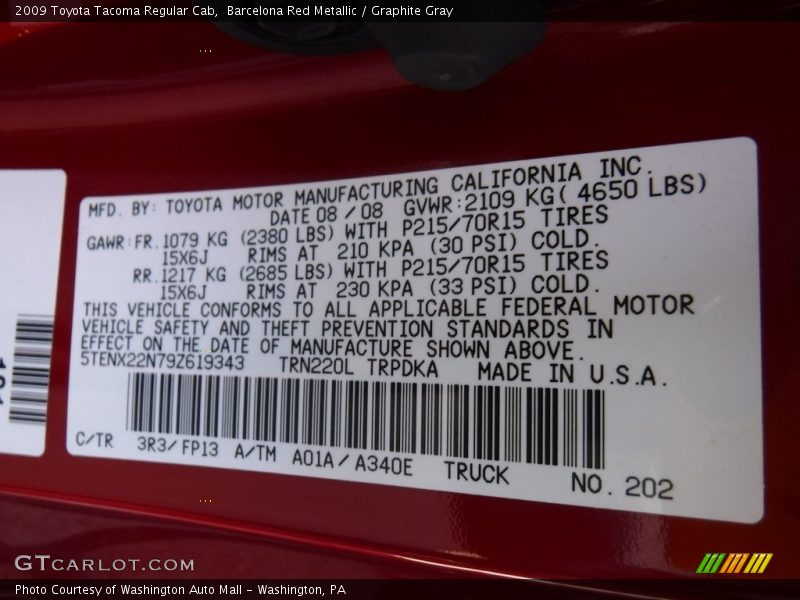 2009 Toyota Tacoma Regular Cab, Barcelona Red Metallic / Graphite Gray
MFD. BY: TOYOTA MOTOR MANUFACTURING CALIFORNIA INC.
DATE 08 / 08 GVWR: 2109 KG( 4650 LBS)
GAWR: FR. 1079 KG (2380 LBS) WITH P215/70R15 TIRES
15X6J RIMS AT 210 KPA (30 PSI) COLD.
RR. 1217 KG (2685 LBS) WITH P215/70R15 TIRES
15X6J RIMS AT 230 KPA (33 PSI) COLD.
THIS VEHICLE CONFORMS TO ALL APPLICABLE FEDERAL MOTOR
VEHICLE SAFETY AND THEFT PREVENTION STANDARDS IN
EFFECT ON THE DATE OF MANUFACTURE SHOWN ABOVE.
5TENX22N79Z619343 TRN220L TRPDKA MADE IN U.S.A.
C/TR 3R3/FP13 A/TM A01A/A340E TRUCK NO. 202
GTCARLOT.COM
Photo Courtesy of Washington Auto Mall - Washington, PA